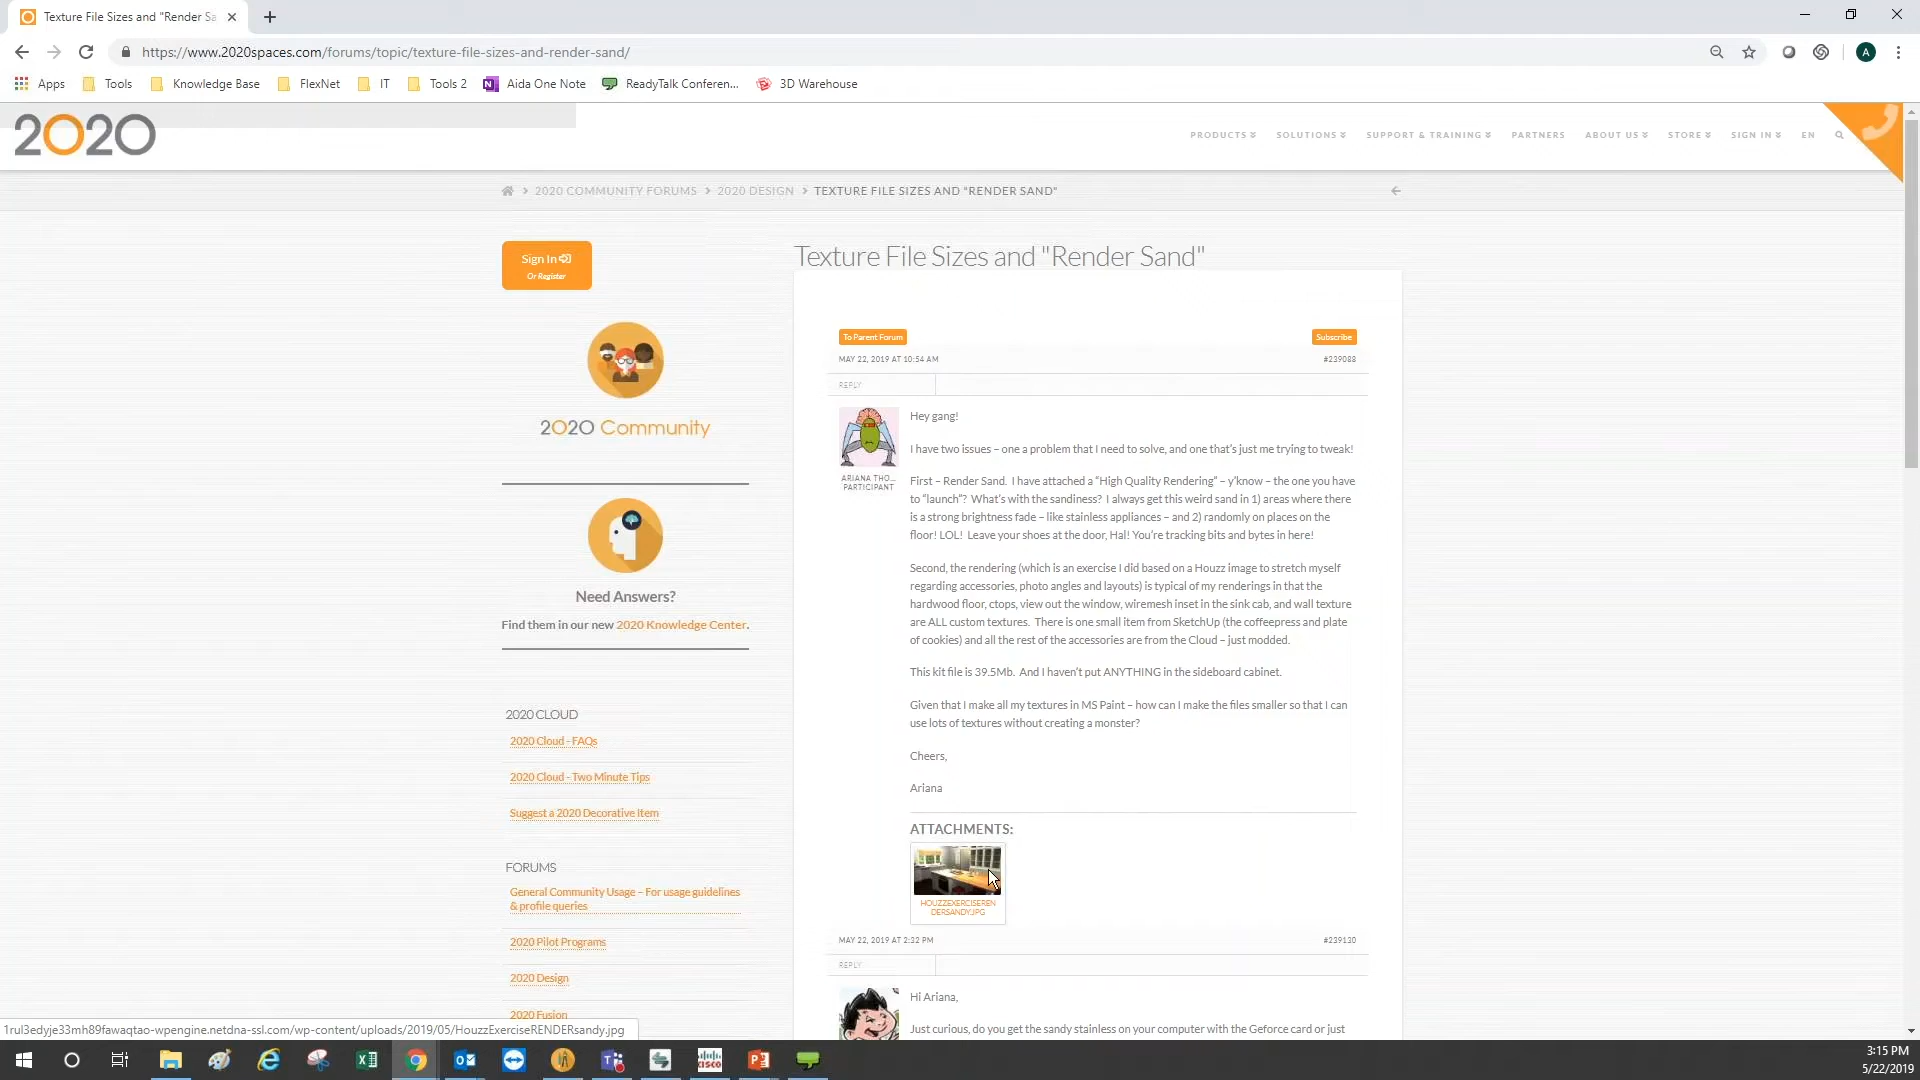 Texture File Sizes and "Render Sa
https://www.2020spaces.com/forums/topic/texture-file-sizes-and-render-sand/
A
Apps Tools Knowledge Base FlexNet IT Tools 2 Aida One Note ReadyTalk Conferen... 3D Warehouse
2020
PRODUCTS SOLUTIONS SUPPORT & TRAINING PARTNERS ABOUT US STORE SIGN IN EN
2020 COMMUNITY FORUMS > 2020 DESIGN > TEXTURE FILE SIZES AND "RENDER SAND"
Sign In
Or Register
2020 Community
Need Answers?
Find them in our new 2020 Knowledge Center.
2020 CLOUD
2020 Cloud - FAQs
2020 Cloud - Two Minute Tips
Suggest a 2020 Decorative Item
FORUMS
General Community Usage – For usage guidelines
& profile queries
2020 Pilot Programs
2020 Design
2020 Fusion
Texture File Sizes and "Render Sand"
To Parent Forum Subscribe
MAY 22, 2019 AT 10:54 AM #239088
REPLY
ARIANA THO...
PARTICIPANT
Hey gang!
I have two issues – one a problem that I need to solve, and one that's just me trying to tweak!
First – Render Sand. I have attached a "High Quality Rendering" – y'know – the one you have
to "launch"? What's with the sandiness? I always get this weird sand in 1) areas where there
is a strong brightness fade – like stainless appliances – and 2) randomly on places on the
floor! LOL! Leave your shoes at the door, Hal! You're tracking bits and bytes in here!
Second, the rendering (which is an exercise I did based on a Houzz image to stretch myself
regarding accessories, photo angles and layouts) is typical of my renderings in that the
hardwood floor, ctops, view out the window, wiremesh inset in the sink cab, and wall texture
are ALL custom textures. There is one small item from SketchUp (the coffeepress and plate
of cookies) and all the rest of the accessories are from the Cloud – just modded.
This kit file is 39.5Mb. And I haven't put ANYTHING in the sideboard cabinet.
Given that I make all my textures in MS Paint – how can I make the files smaller so that I can
use lots of textures without creating a monster?
Cheers,
Ariana
ATTACHMENTS:
HOUZZEXERCISEREN
DERSANDY.JPG
MAY 22, 2019 AT 2:32 PM #239130
REPLY
Hi Ariana,
Just curious, do you get the sandy stainless on your computer with the Geforce card or just
1rul3edyje33mh89fawaqtao-wpengine.netdna-ssl.com/wp-content/uploads/2019/05/HouzzExerciseRENDERsandy.jpg
CISCO
3:15 PM
5/22/2019